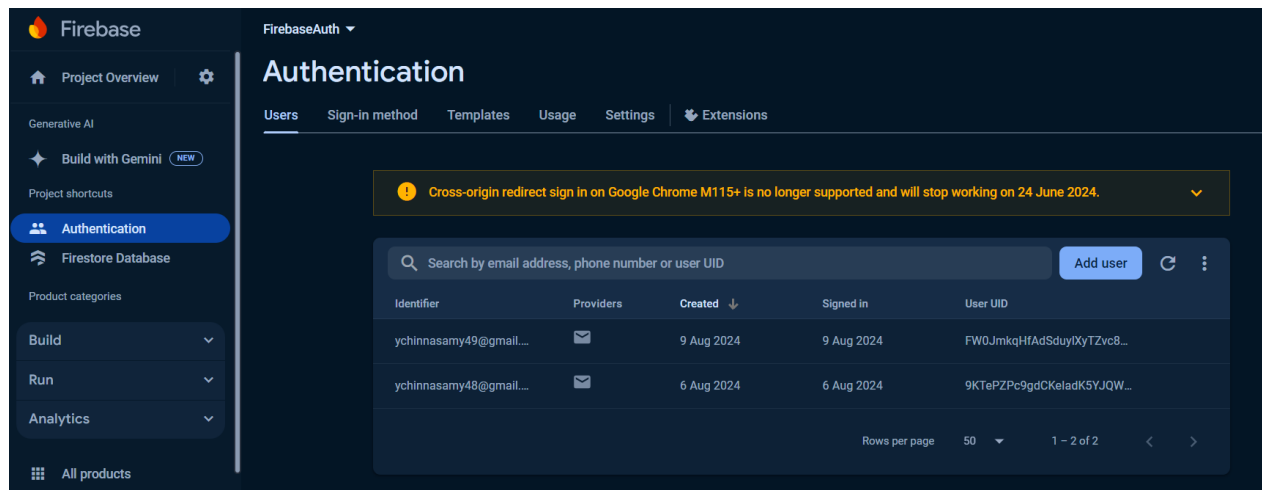 Firebase
Project Overview
Generative AI
Build with Gemini NEW
Project shortcuts
Authentication
Firestore Database
Product categories
Build
Run
Analytics
All products
FirebaseAuth
Authentication
Users Sign-in method Templates Usage Settings Extensions
Cross-origin redirect sign in on Google Chrome M115+ is no longer supported and will stop working on 24 June 2024.
Search by email address, phone number or user UID Add user
Identifier Providers Created Signed in User UID
ychinnasamy49@gmail.... 9 Aug 2024 9 Aug 2024 FW0JmkqHfAdSduylXyTZvc8...
ychinnasamy48@gmail.... 6 Aug 2024 6 Aug 2024 9KTePZPc9gdCKeladK5YJQW...
Rows per page 50 1 – 2 of 2